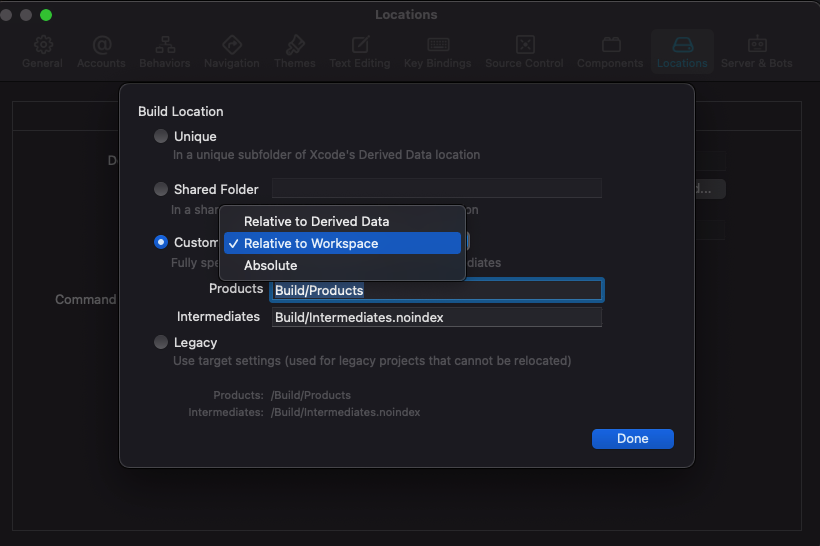 Locations
General Accounts Behaviors Navigation Themes Text Editing Key Bindings Source Control Components Locations Server & Bots
Build Location
Unique
In a unique subfolder of Xcode's Derived Data location
Shared Folder
In a shar
on
Relative to Derived Data
Custom
✓ Relative to Workspace
Fully spe
diates
Absolute
Products Build/Products
Command
Intermediates Build/Intermediates.noindex
Legacy
Use target settings (used for legacy projects that cannot be relocated)
Products: /Build/Products
Intermediates: /Build/Intermediates.noindex
Done